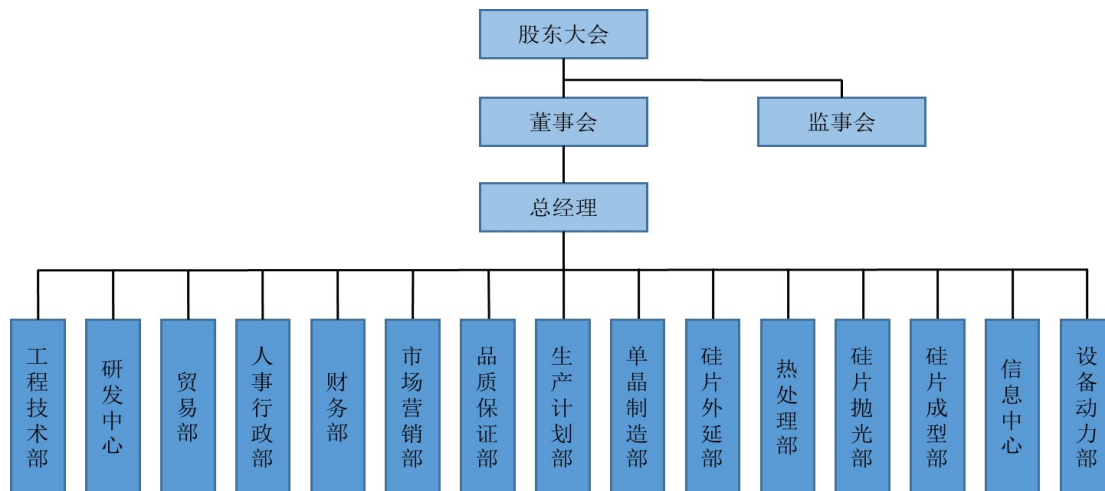 股东大会
董事会
监事会
总经理
工程技术部
研发中心
贸易部
人事行政部
财务部
市场营销部
品质保证部
生产计划部
单晶制造部
硅片外延部
热处理部
硅片抛光部
硅片成型部
信息中心
设备动力部